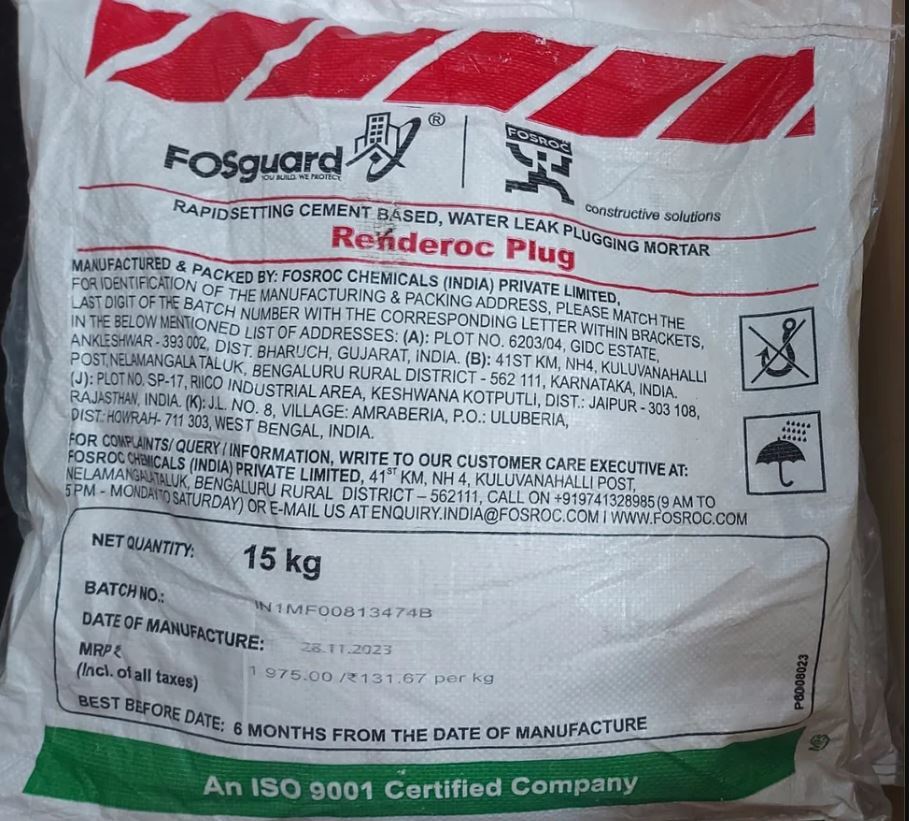 FOSguard ®
YOU BUILD. WE PROTECT.
FOSROC
constructive solutions
RAPID SETTING CEMENT BASED, WATER LEAK PLUGGING MORTAR
Renderoc Plug
MANUFACTURED & PACKED BY: FOSROC CHEMICALS (INDIA) PRIVATE LIMITED,
FOR IDENTIFICATION OF THE MANUFACTURING & PACKING ADDRESS, PLEASE MATCH THE
LAST DIGIT OF THE BATCH NUMBER WITH THE CORRESPONDING LETTER WITHIN BRACKETS,
IN THE BELOW MENTIONED LIST OF ADDRESSES: (A): PLOT NO. 6203/04, GIDC ESTATE,
ANKLESHWAR - 393 002, DIST. BHARUCH, GUJARAT, INDIA. (B): 41ST KM, NH4, KULUVANAHALLI
POST, NELAMANGALA TALUK, BENGALURU RURAL DISTRICT - 562 111, KARNATAKA, INDIA.
(J): PLOT NO. SP-17, RIICO INDUSTRIAL AREA, KESHWANA KOTPUTLI, DIST.: JAIPUR - 303 108,
RAJASTHAN, INDIA. (K): J.L. NO. 8, VILLAGE: AMRABERIA, P.O.: ULUBERIA,
DIST.: HOWRAH- 711 303, WEST BENGAL, INDIA.
FOR COMPLAINTS/ QUERY / INFORMATION, WRITE TO OUR CUSTOMER CARE EXECUTIVE AT:
FOSROC CHEMICALS (INDIA) PRIVATE LIMITED, 41ST KM, NH 4, KULUVANAHALLI POST,
NELAMANGALA TALUK, BENGALURU RURAL DISTRICT – 562111, CALL ON +919741328985 (9 AM TO
5 PM - MONDAY TO SATURDAY) OR E-MAIL US AT ENQUIRY.INDIA@FOSROC.COM I WWW.FOSROC.COM
NET QUANTITY: 15 kg
BATCH NO.: IN1MF00813474B
DATE OF MANUFACTURE: 28.11.2023
MRP ₹
(Incl. of all taxes) 1 975.00 /₹131.67 per kg
BEST BEFORE DATE: 6 MONTHS FROM THE DATE OF MANUFACTURE
P6D08023
An ISO 9001 Certified Company